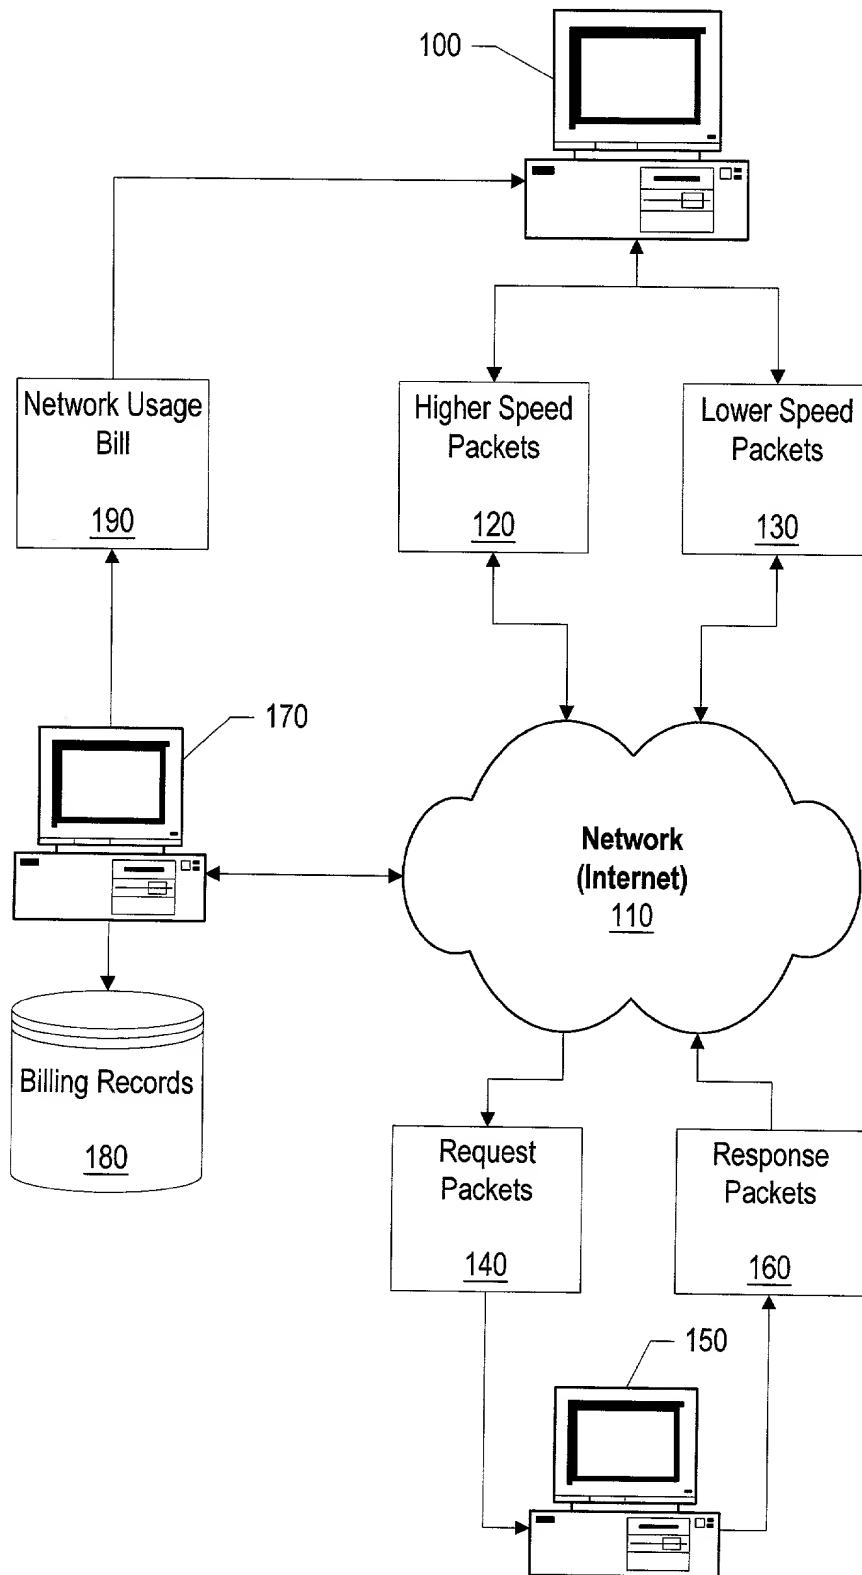 100
Network Usage
Bill
190
Higher Speed
Packets
120
Lower Speed
Packets
130
170
Network
(Internet)
110
Billing Records
180
Request
Packets
140
Response
Packets
160
150